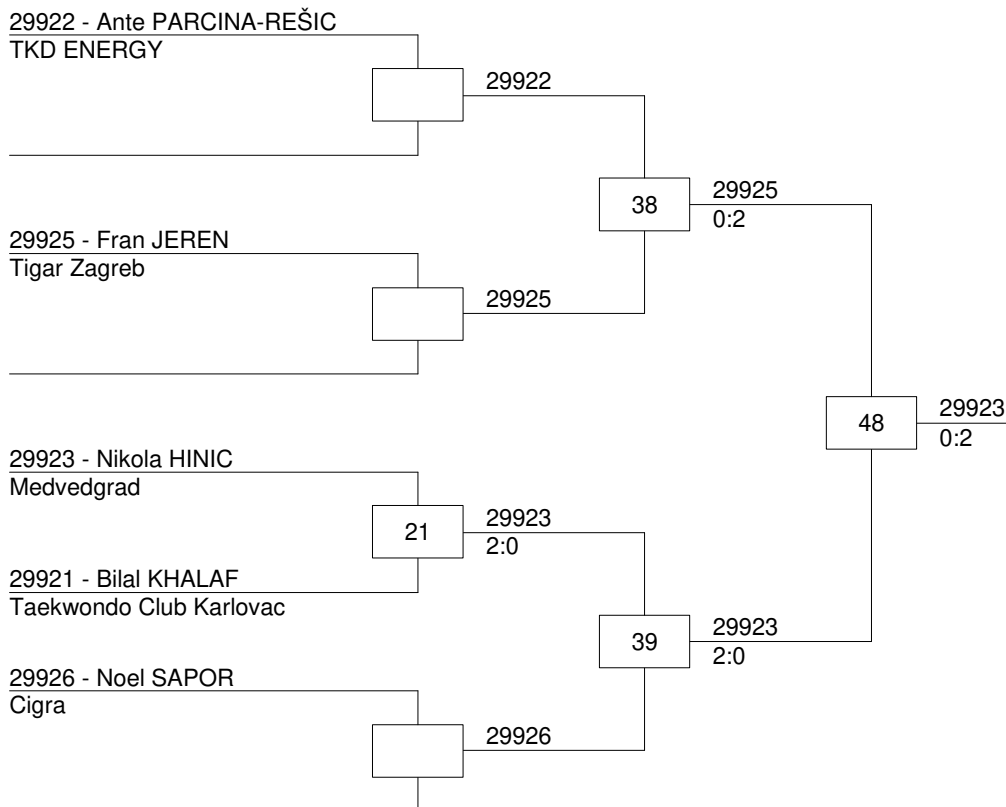 29922 - Ante PARCINA-REŠIC
TKD ENERGY
29922
38
29925
0:2
29925 - Fran JEREN
Tigar Zagreb
29925
48
29923
0:2
29923 - Nikola HINIC
Medvedgrad
21
29923
2:0
29921 - Bilal KHALAF
Taekwondo Club Karlovac
39
29923
2:0
29926 - Noel SAPOR
Cigra
29926